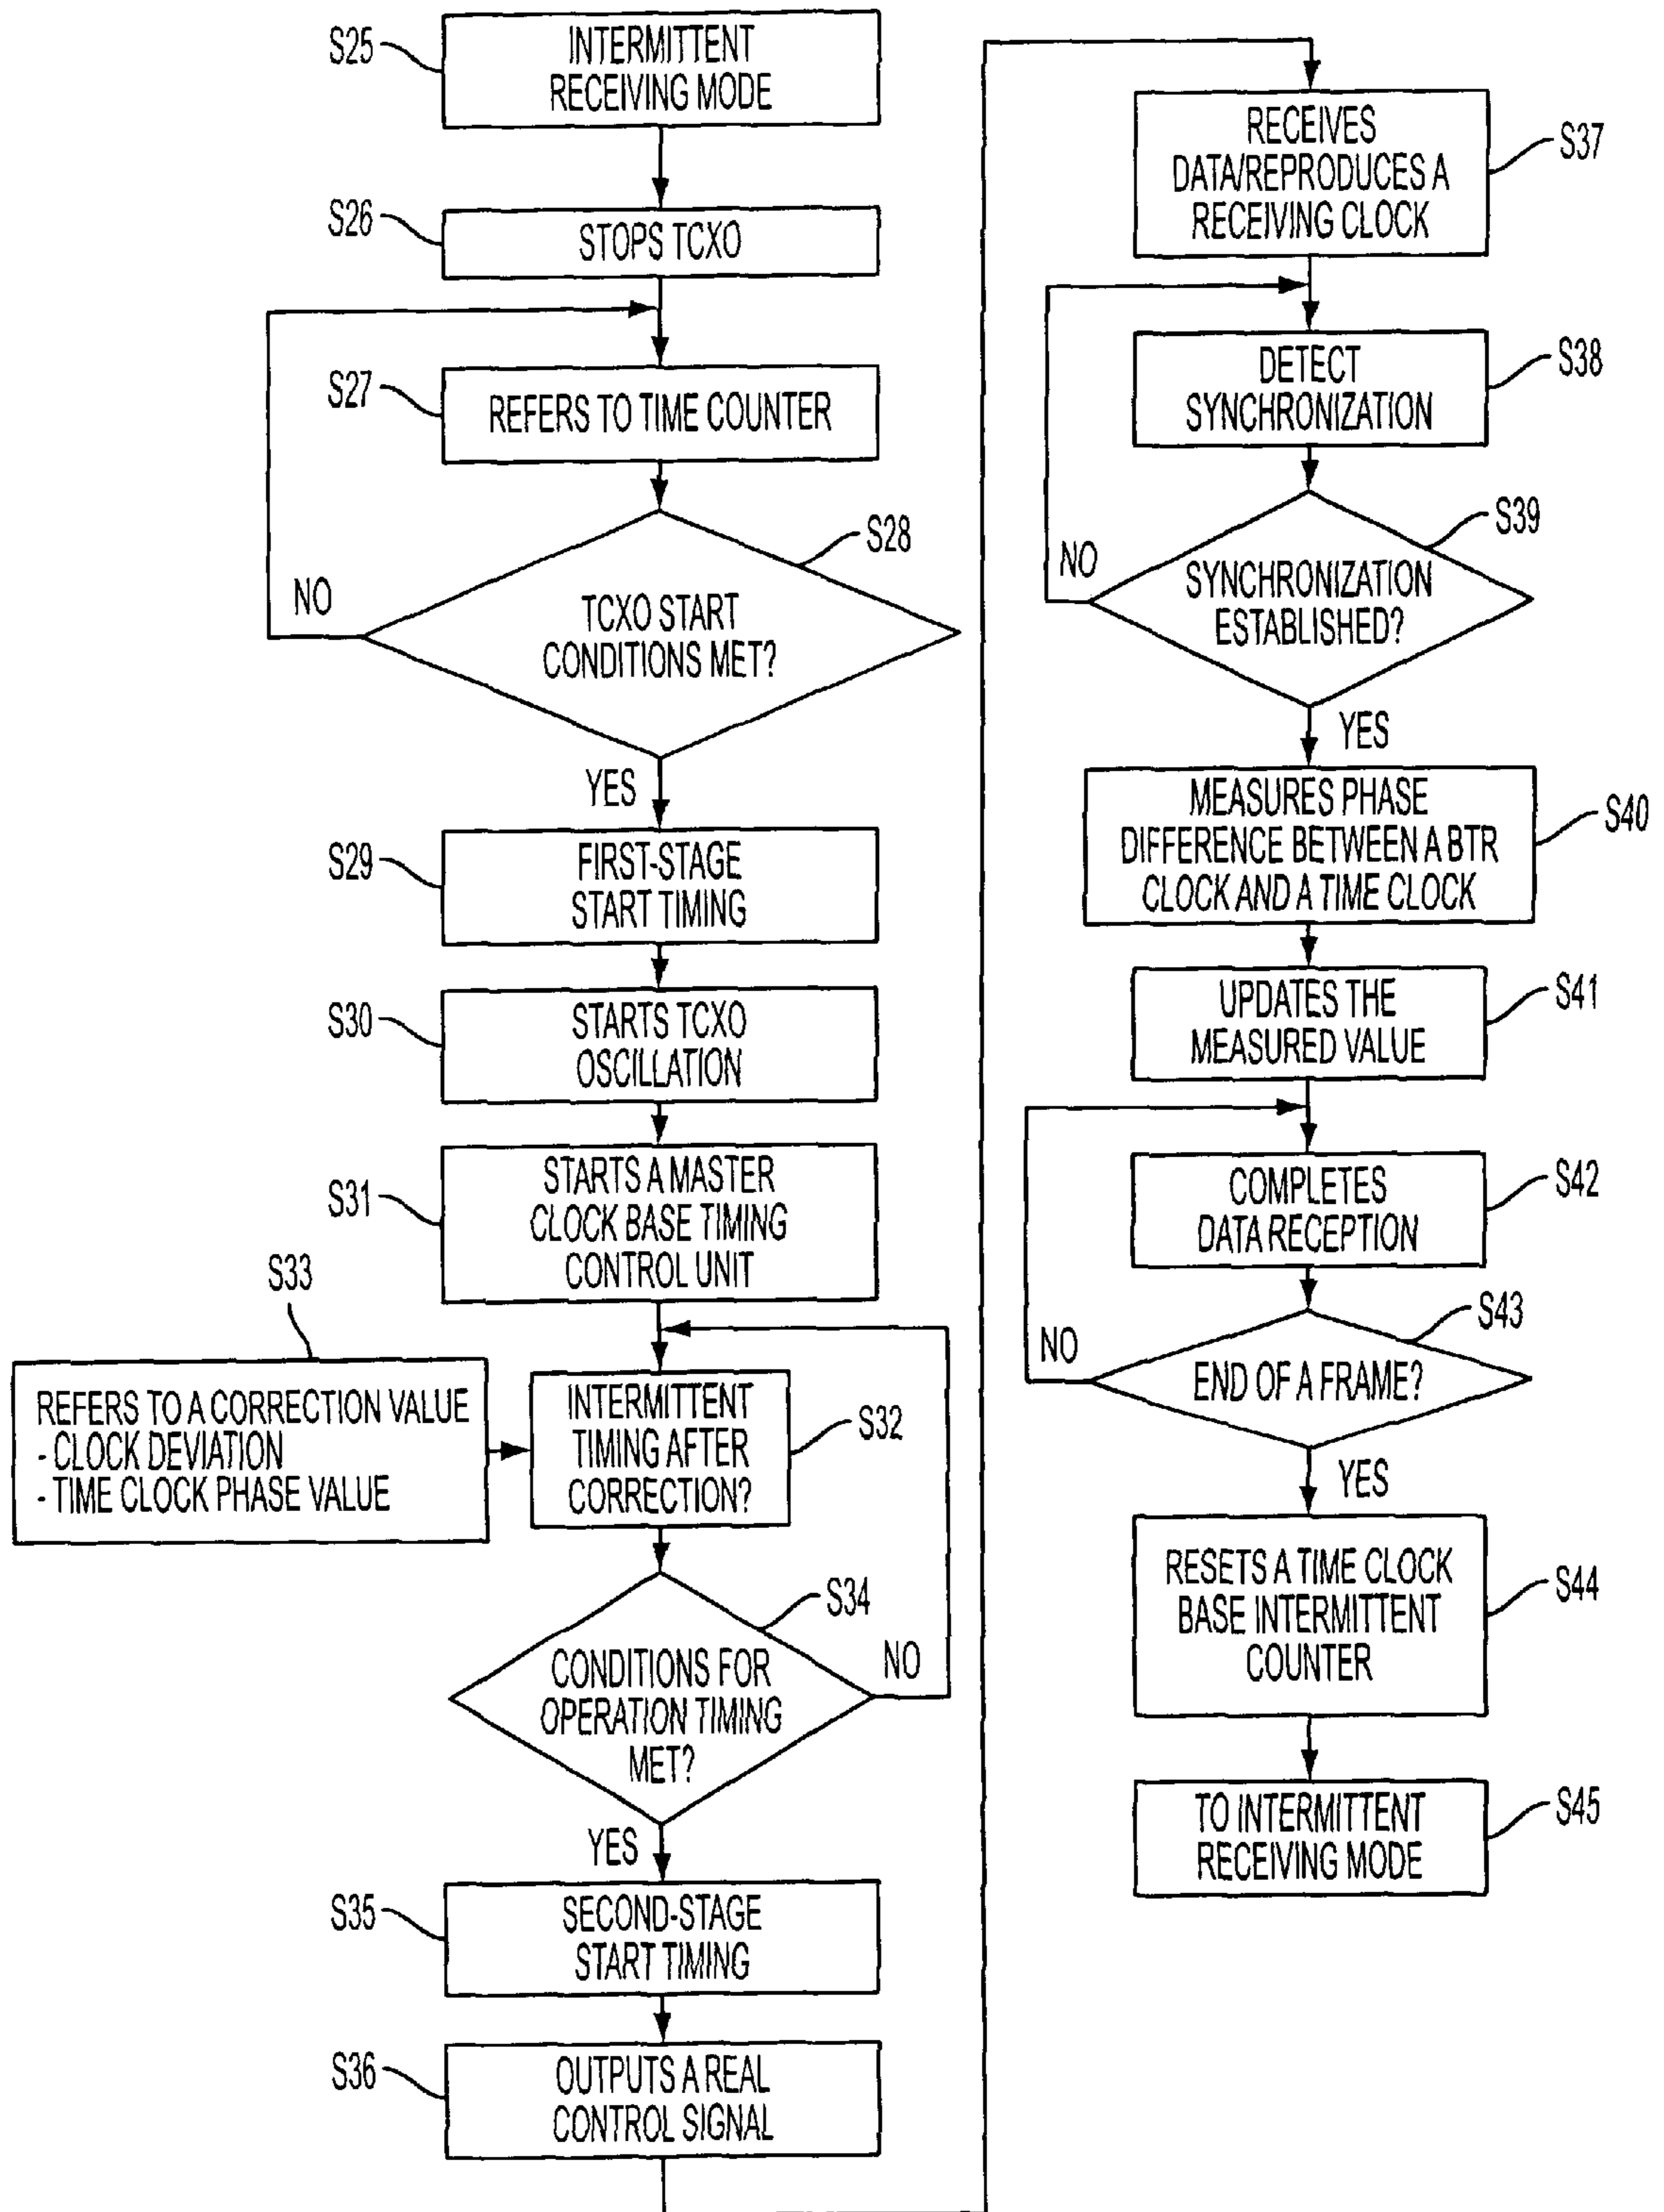 S25
INTERMITTENT
RECEIVING MODE
S26
STOPS TCXO
S27
REFERS TO TIME COUNTER
S28
NO
TCXO START
CONDITIONS MET?
YES
S29
FIRST-STAGE
START TIMING
S30
STARTS TCXO
OSCILLATION
S31
STARTS A MASTER
CLOCK BASE TIMING
CONTROL UNIT
S33
REFERS TO A CORRECTION VALUE
- CLOCK DEVIATION
- TIME CLOCK PHASE VALUE
INTERMITTENT
TIMING AFTER
CORRECTION?
S32
S34
CONDITIONS FOR
OPERATION TIMING
MET?
NO
YES
S35
SECOND-STAGE
START TIMING
S36
OUTPUTS A REAL
CONTROL SIGNAL
RECEIVES
DATA/REPRODUCES A
RECEIVING CLOCK
S37
DETECT
SYNCHRONIZATION
S38
S39
NO
SYNCHRONIZATION
ESTABLISHED?
YES
MEASURES PHASE
DIFFERENCE BETWEEN A BTR
CLOCK AND A TIME CLOCK
S40
UPDATES THE
MEASURED VALUE
S41
COMPLETES
DATA RECEPTION
S42
S43
NO
END OF A FRAME?
YES
RESETS A TIME CLOCK
BASE INTERMITTENT
COUNTER
S44
TO INTERMITTENT
RECEIVING MODE
S45